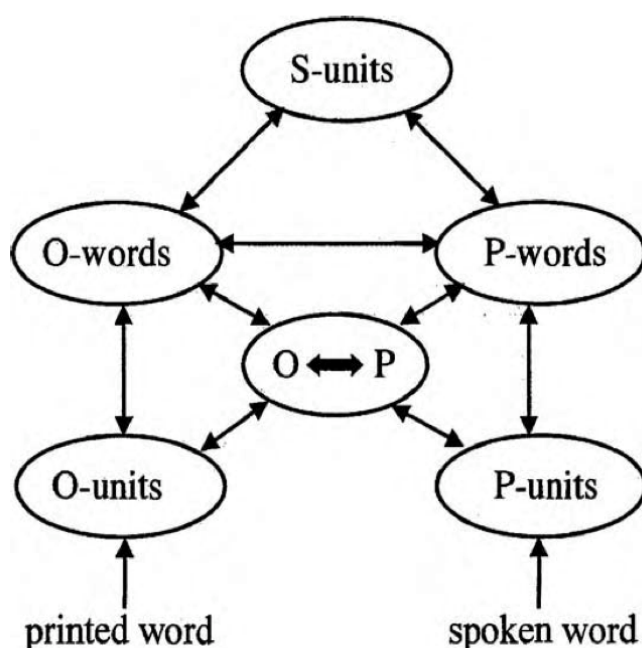 S-units
O-words P-words
O ⟷ P
O-units P-units
printed word spoken word